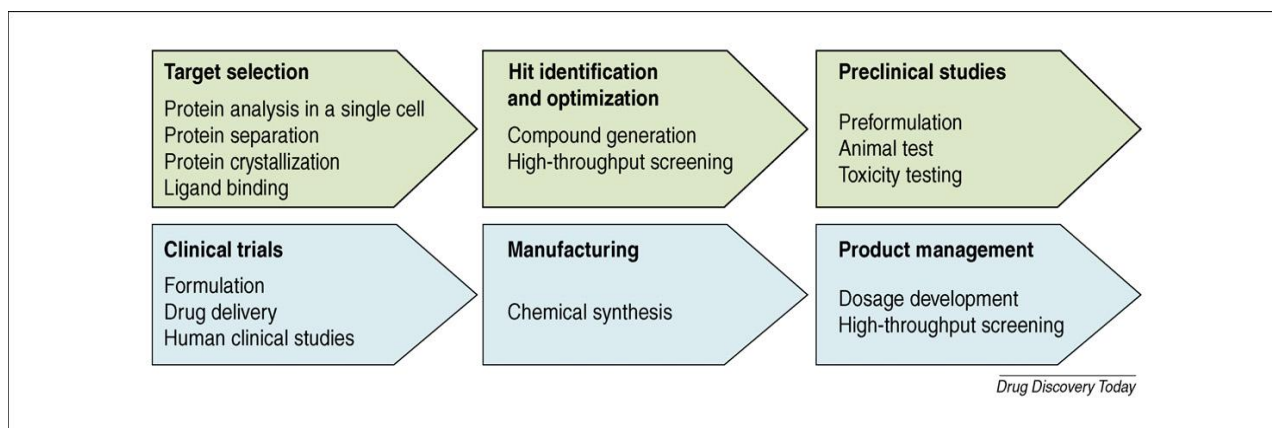 Target selection
Protein analysis in a single cell
Protein separation
Protein crystallization
Ligand binding
Hit identification
and optimization
Compound generation
High-throughput screening
Preclinical studies
Preformulation
Animal test
Toxicity testing
Clinical trials
Formulation
Drug delivery
Human clinical studies
Manufacturing
Chemical synthesis
Product management
Dosage development
High-throughput screening
Drug Discovery Today